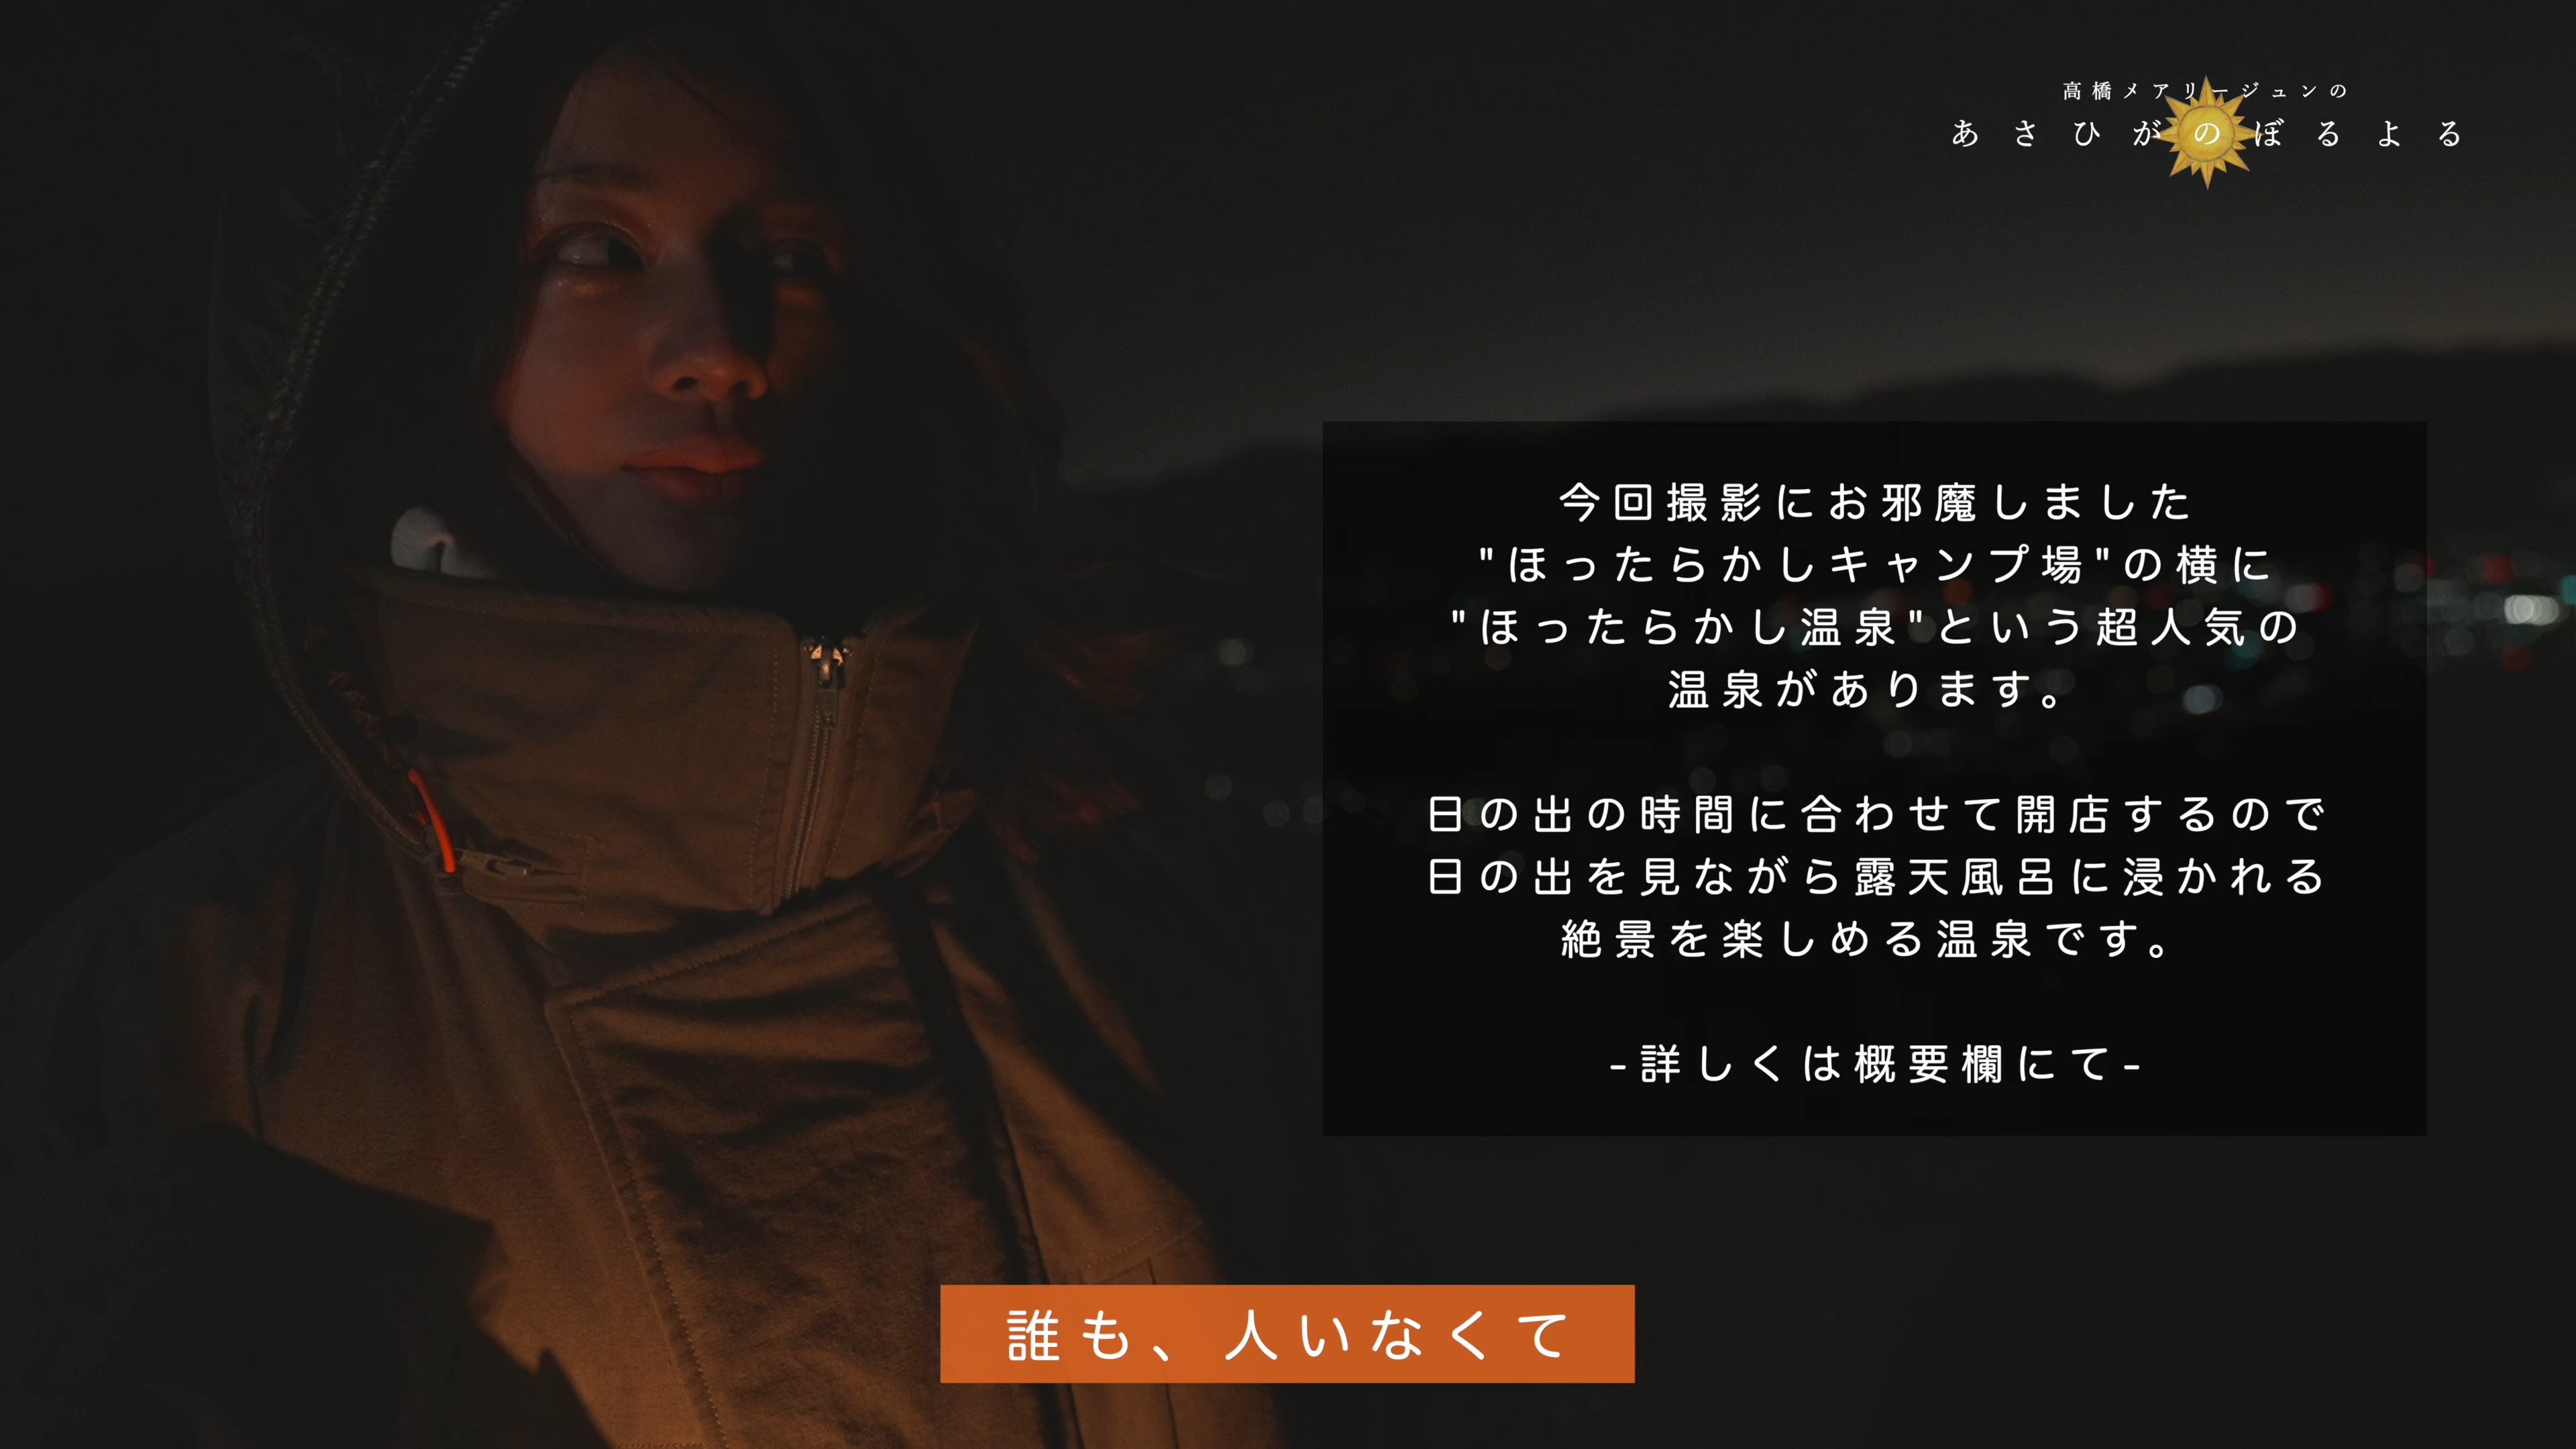 高橋メアリージュンの
あさひがのぼるよる
今回撮影にお邪魔しました
"ほったらかしキャンプ場"の横に
"ほったらかし温泉"という超人気の
温泉があります。
日の出の時間に合わせて開店するので
日の出を見ながら露天風呂に浸かれる
絶景を楽しめる温泉です。
-詳しくは概要欄にて-
誰も、人いなくて